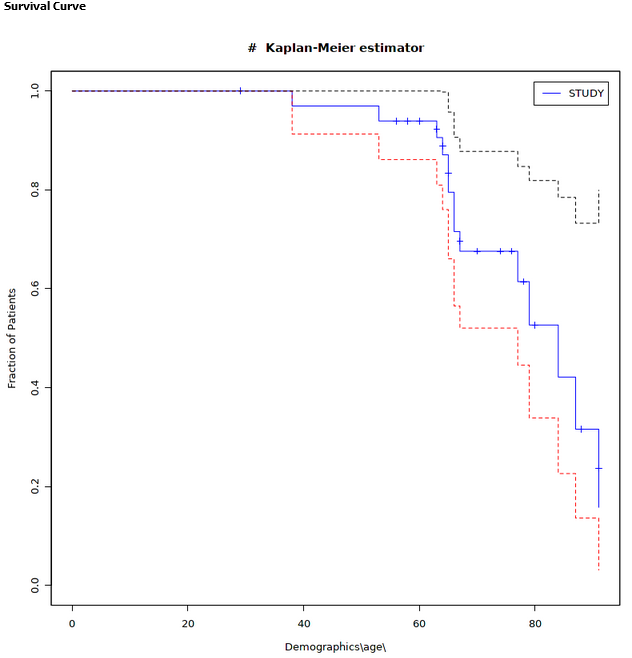 Survival Curve
# Kaplan-Meier estimator
STUDY
1.0
0.8
0.6
0.4
0.2
0.0
Fraction of Patients
0 20 40 60 80
Demographics\age\